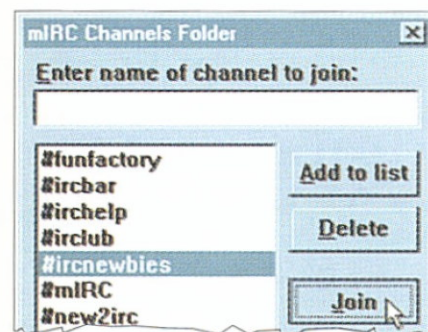 mIRC Channels Folder
Enter name of channel to join:
#funfactory
#ircbar
#irchelp
#irclub
#ircnewbies
#mIRC
#new2irc
Add to list
Delete
Join